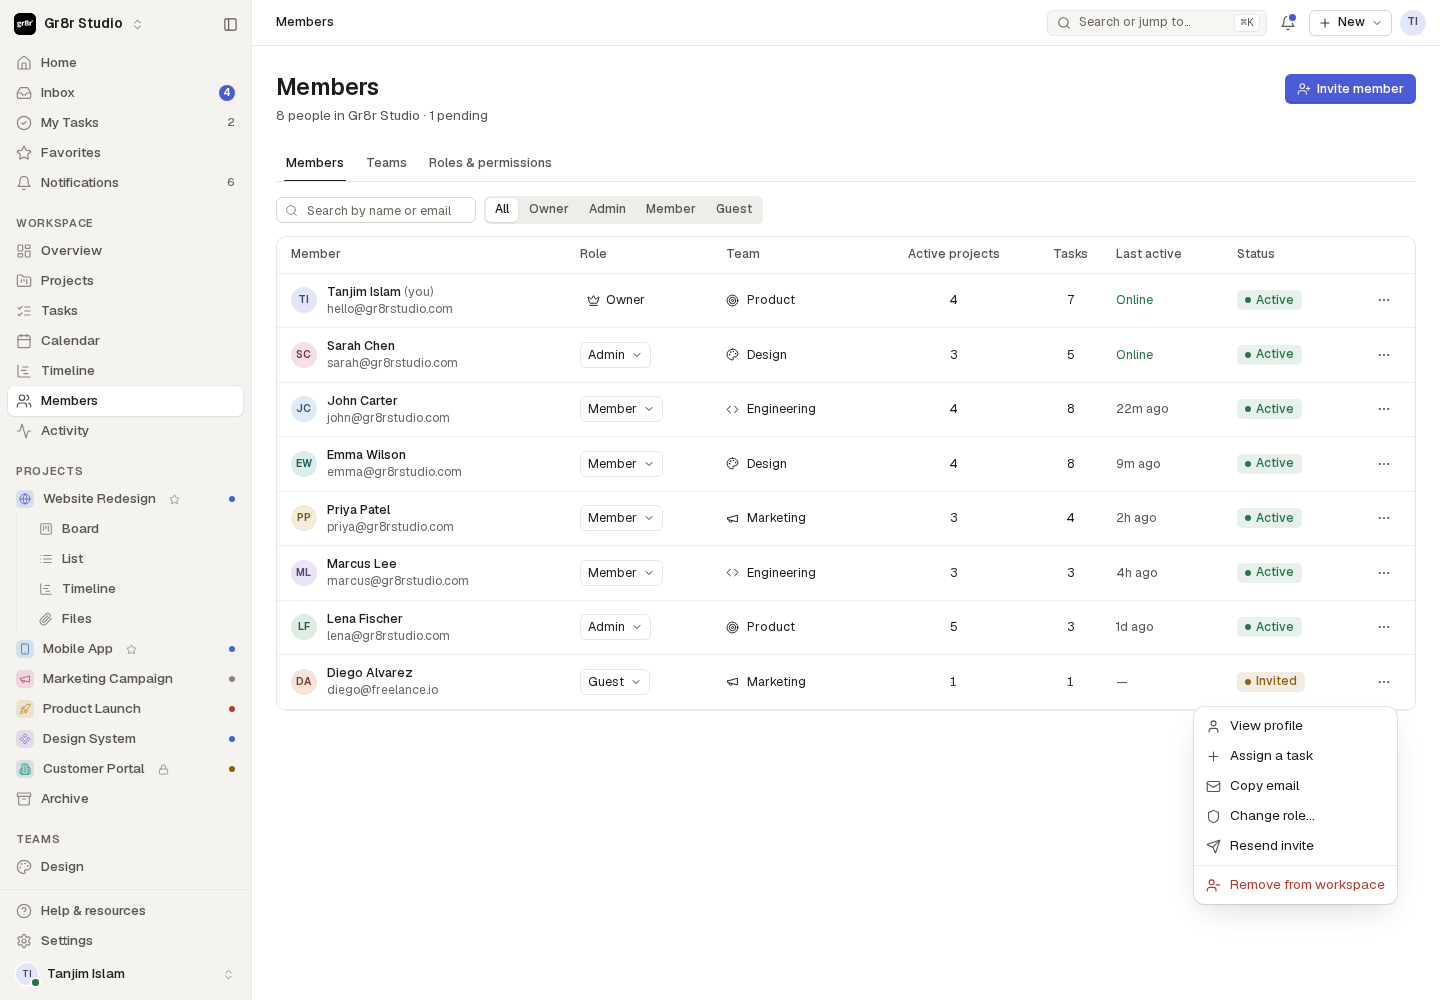 gr8r Gr8r Studio
Home
Inbox 4
My Tasks 2
Favorites
Notifications 6
WORKSPACE
Overview
Projects
Tasks
Calendar
Timeline
Members
Activity
PROJECTS
Website Redesign
Board
List
Timeline
Files
Mobile App
Marketing Campaign
Product Launch
Design System
Customer Portal
Archive
TEAMS
Design
Help & resources
Settings
TI Tanjim Islam
Members
Search or jump to... ⌘K
New
TI
Members
8 people in Gr8r Studio · 1 pending
Invite member
Members Teams Roles & permissions
Search by name or email
All Owner Admin Member Guest
Member Role Team Active projects Tasks Last active Status
TI Tanjim Islam (you) Owner Product 4 7 Online Active
hello@gr8rstudio.com
SC Sarah Chen Admin Design 3 5 Online Active
sarah@gr8rstudio.com
JC John Carter Member Engineering 4 8 22m ago Active
john@gr8rstudio.com
EW Emma Wilson Member Design 4 8 9m ago Active
emma@gr8rstudio.com
PP Priya Patel Member Marketing 3 4 2h ago Active
priya@gr8rstudio.com
ML Marcus Lee Member Engineering 3 3 4h ago Active
marcus@gr8rstudio.com
LF Lena Fischer Admin Product 5 3 1d ago Active
lena@gr8rstudio.com
DA Diego Alvarez Guest Marketing 1 1 — Invited
diego@freelance.io
View profile
Assign a task
Copy email
Change role...
Resend invite
Remove from workspace